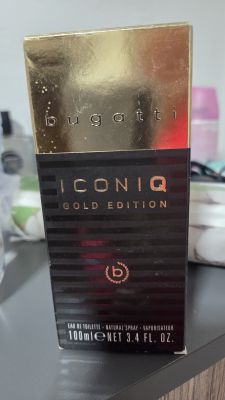 bugatti
ICONIQ
GOLD EDITION
b
EAU DE TOILETTE - NATURAL SPRAY - VAPORISATEUR
100ml ℮ NET 3.4 FL. OZ.